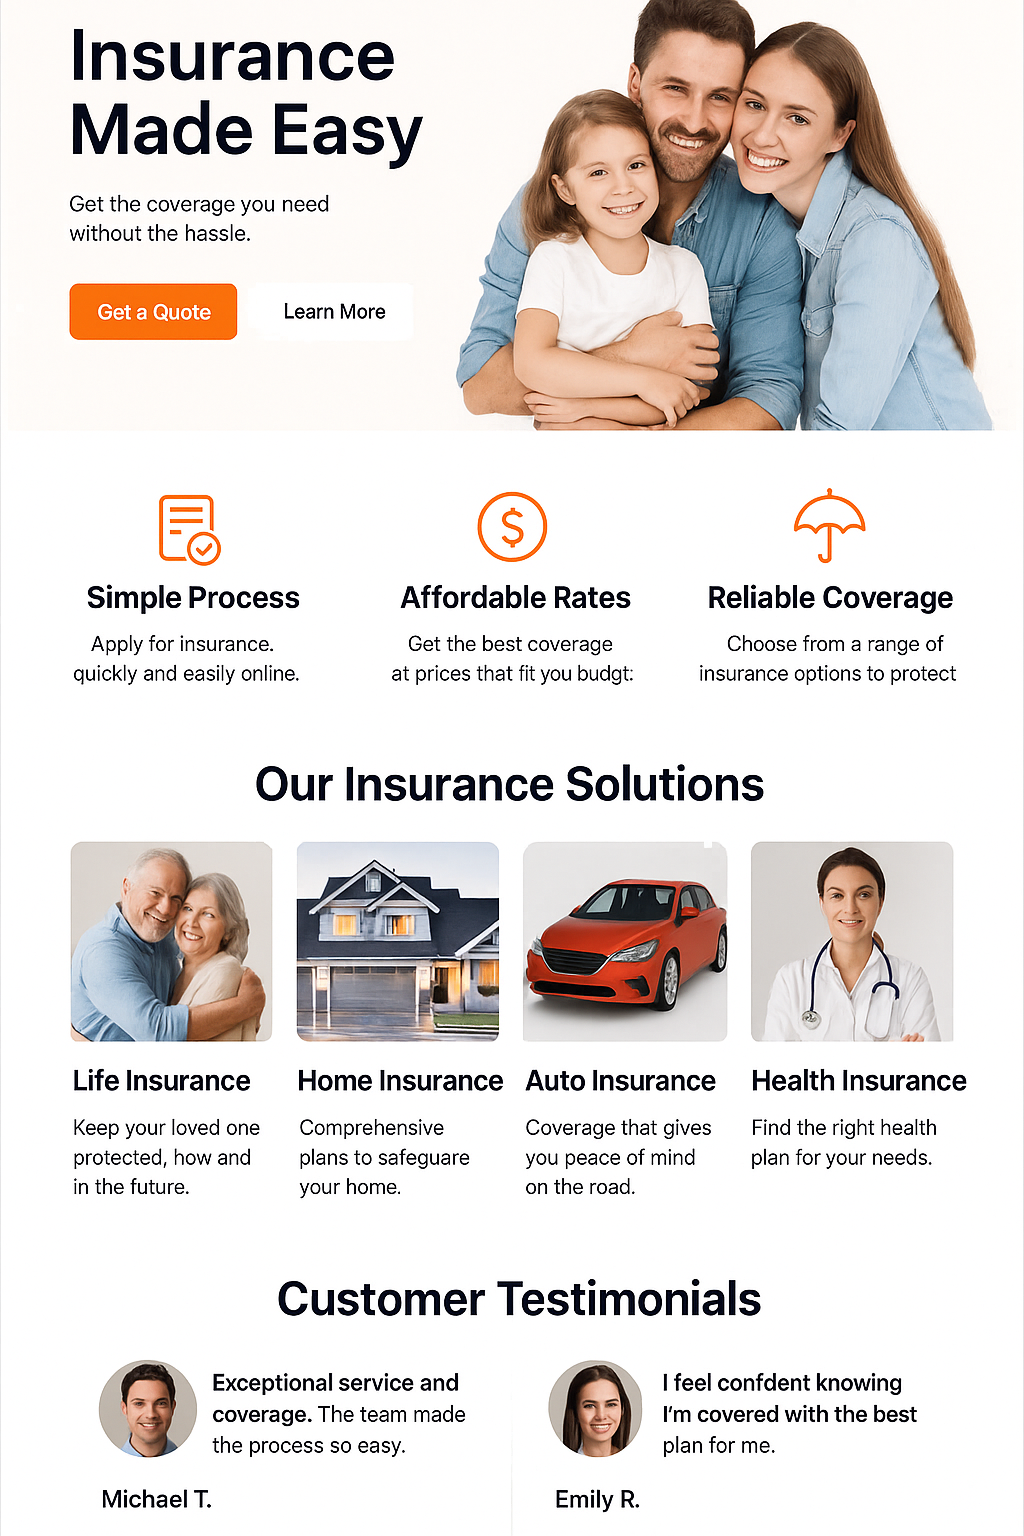 Insurance
Made Easy
Get the coverage you need
without the hassle.
Get a Quote
Learn More
Simple Process
Apply for insurance.
quickly and easily online.
Affordable Rates
Get the best coverage
at prices that fit you budgt:
Reliable Coverage
Choose from a range of
insurance options to protect
Our Insurance Solutions
Life Insurance
Keep your loved one
protected, how and
in the future.
Home Insurance
Comprehensive
plans to safeguare
your home.
Auto Insurance
Coverage that gives
you peace of mind
on the road.
Health Insurance
Find the right health
plan for your needs.
Customer Testimonials
Exceptional service and
coverage. The team made
the process so easy.
Michael T.
I feel confdent knowing
I'm covered with the best
plan for me.
Emily R.